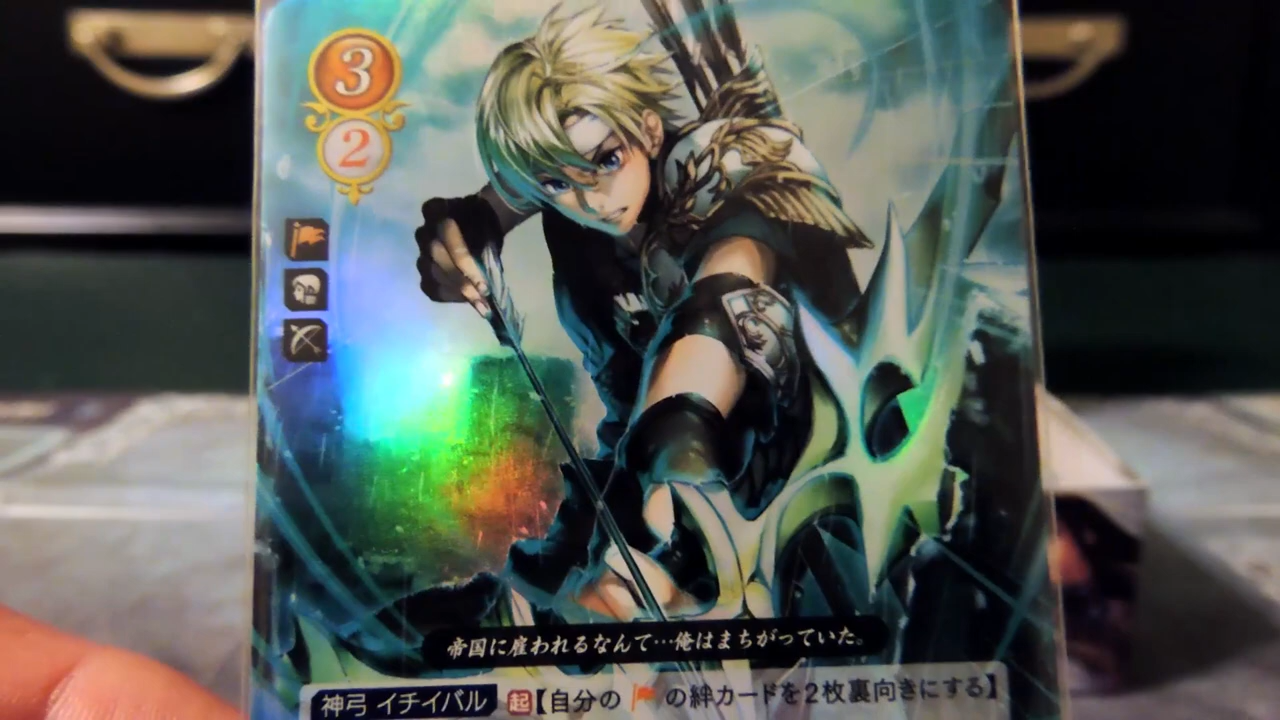 3
2
帝国に雇われるなんて…俺はまちがっていた。
神弓 イチイバル 起【自分の の絆カードを2枚裏向きにする】